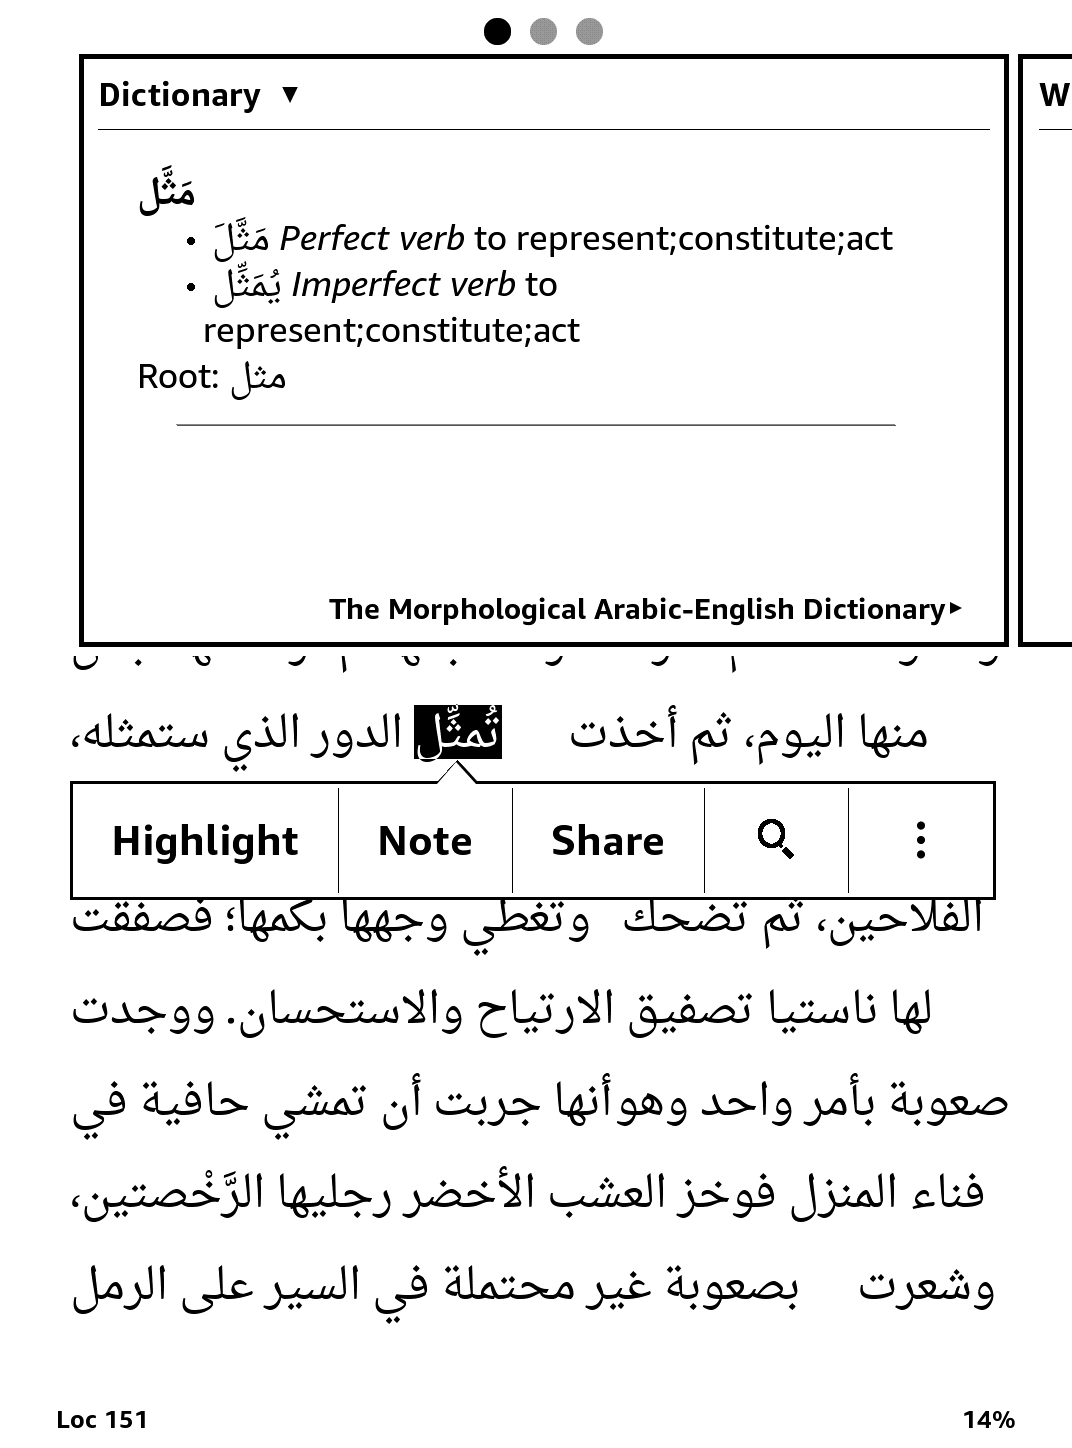 Dictionary ▼
W
مَثَّل
• مَثَّلَ Perfect verb to represent;constitute;act
• يُمَثِّل Imperfect verb to
represent;constitute;act
Root: مثل
The Morphological Arabic-English Dictionary▸
منها اليوم، ثم أخذت تُمثِّل الدور الذي ستمثله،
Highlight
Note
Share
الفلاحين، ثم تضحك وتغطي وجهها بكمها؛ فصفقت
لها ناستيا تصفيق الارتياح والاستحسان. ووجدت
صعوبة بأمر واحد وهوأنها جربت أن تمشي حافية في
فناء المنزل فوخز العشب الأخضر رجليها الرَّخْصتين،
وشعرت بصعوبة غير محتملة في السير على الرمل
Loc 151
14%